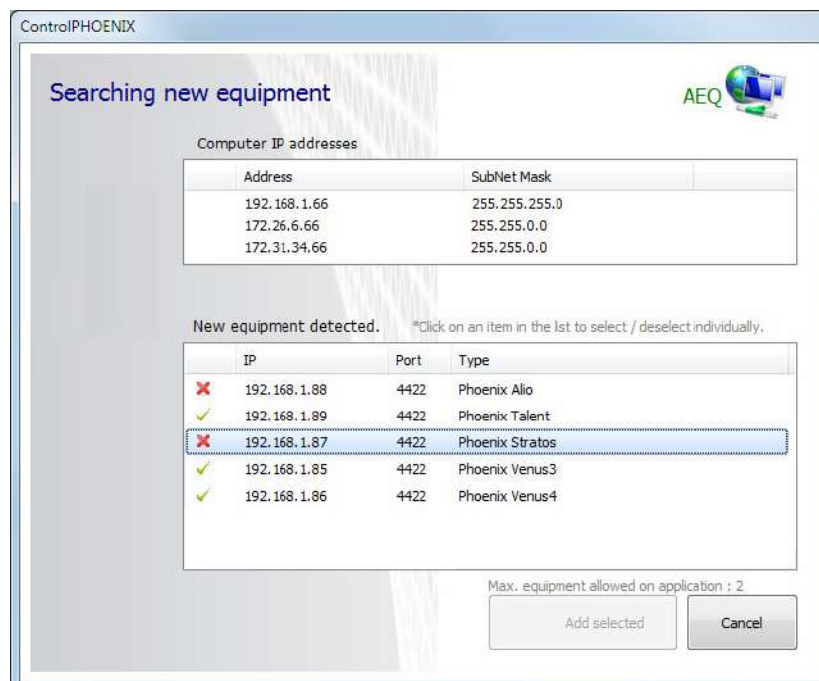 ControlPHOENIX
Searching new equipment
AEQ
Computer IP addresses
Address SubNet Mask
192.168.1.66 255.255.255.0
172.26.6.66 255.255.0.0
172.31.34.66 255.255.0.0
New equipment detected. *Click on an item in the list to select / deselect individually.
IP Port Type
192.168.1.88 4422 Phoenix Alio
192.168.1.89 4422 Phoenix Talent
192.168.1.87 4422 Phoenix Stratos
192.168.1.85 4422 Phoenix Venus3
192.168.1.86 4422 Phoenix Venus4
Max. equipment allowed on application : 2
Add selected Cancel